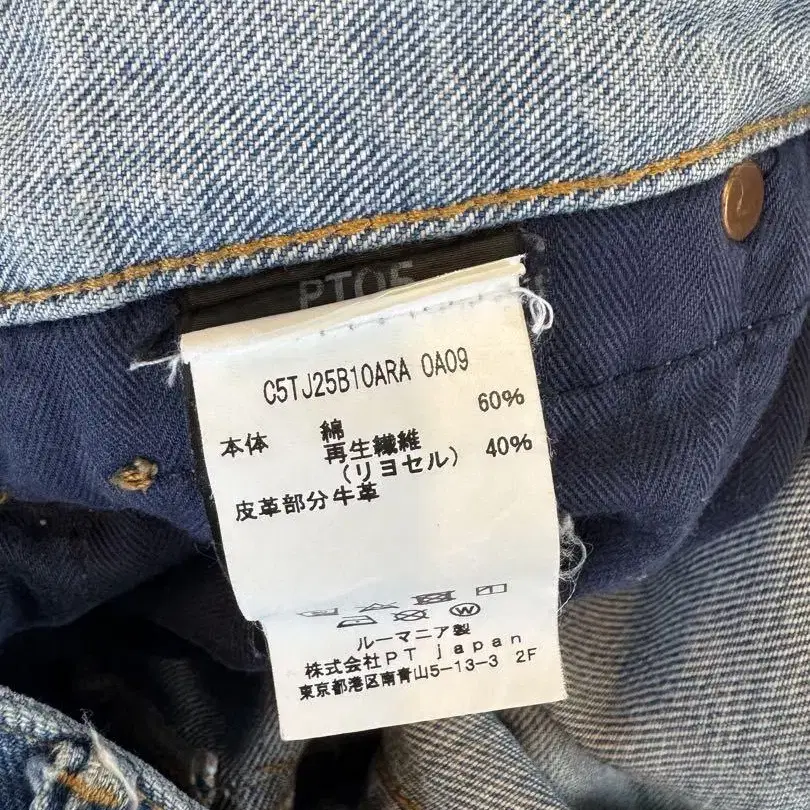 PT05
C5TJ25B10ARA 0A09
本体 綿 60%
再生繊維 40%
（リヨセル）
皮革部分牛革
W
ルーマニア製
株式会社PT japan
東京都港区南青山5-13-3 2F